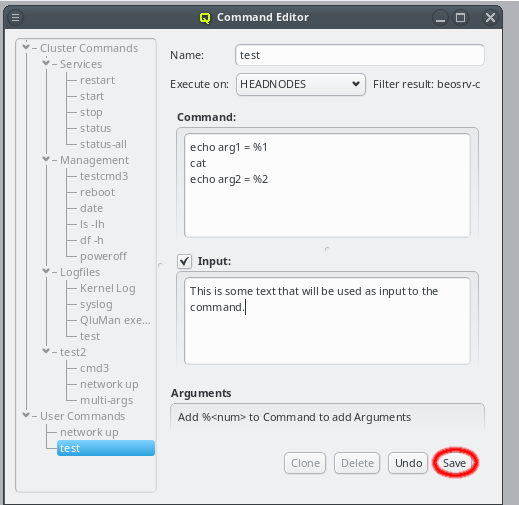 Command Editor
Cluster Commands
Services
restart
start
stop
status
status-all
Management
testcmd3
reboot
date
ls -lh
df -h
poweroff
Logfiles
Kernel Log
syslog
QluMan exe...
test
test2
cmd3
network up
multi-args
User Commands
network up
test
Name: test
Execute on: HEADNODES Filter result: beosrv-c
Command:
echo arg1 = %1
cat
echo arg2 = %2
Input:
This is some text that will be used as input to the
command.
Arguments
Add %<num> to Command to add Arguments
Clone Delete Undo Save